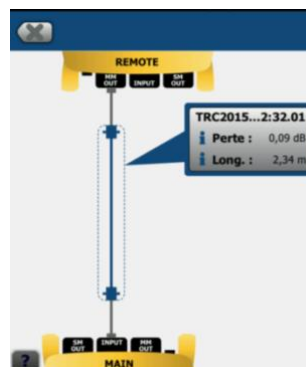 REMOTE
MM OUT INPUT SM OUT
TRC2015...2:32.01
i Perte : 0,09 dB
i Long. : 2,34 m
SM OUT INPUT MM OUT
? MAIN